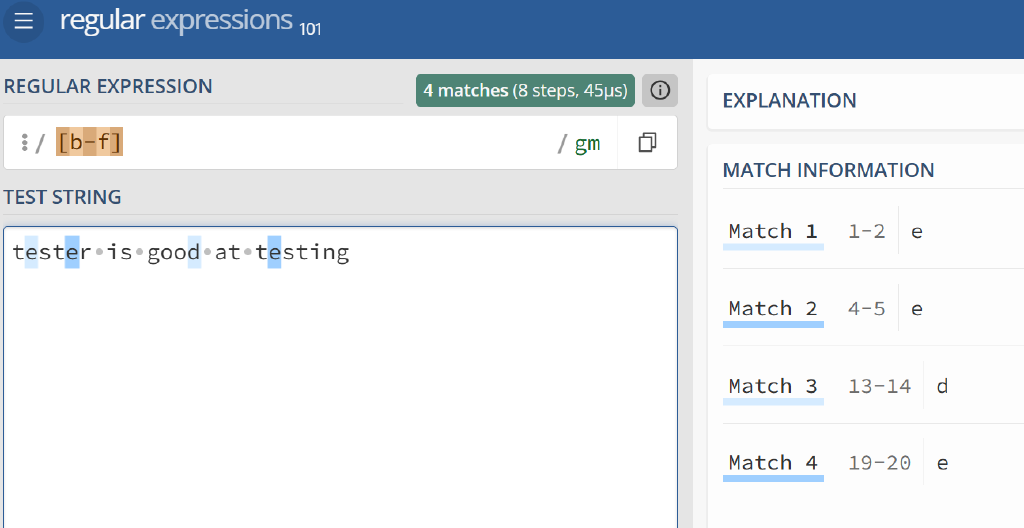 regular expressions 101
REGULAR EXPRESSION
4 matches (8 steps, 45µs)
/ [b-f] / gm
TEST STRING
tester·is·good·at·testing
EXPLANATION
MATCH INFORMATION
Match 1 1-2 e
Match 2 4-5 e
Match 3 13-14 d
Match 4 19-20 e